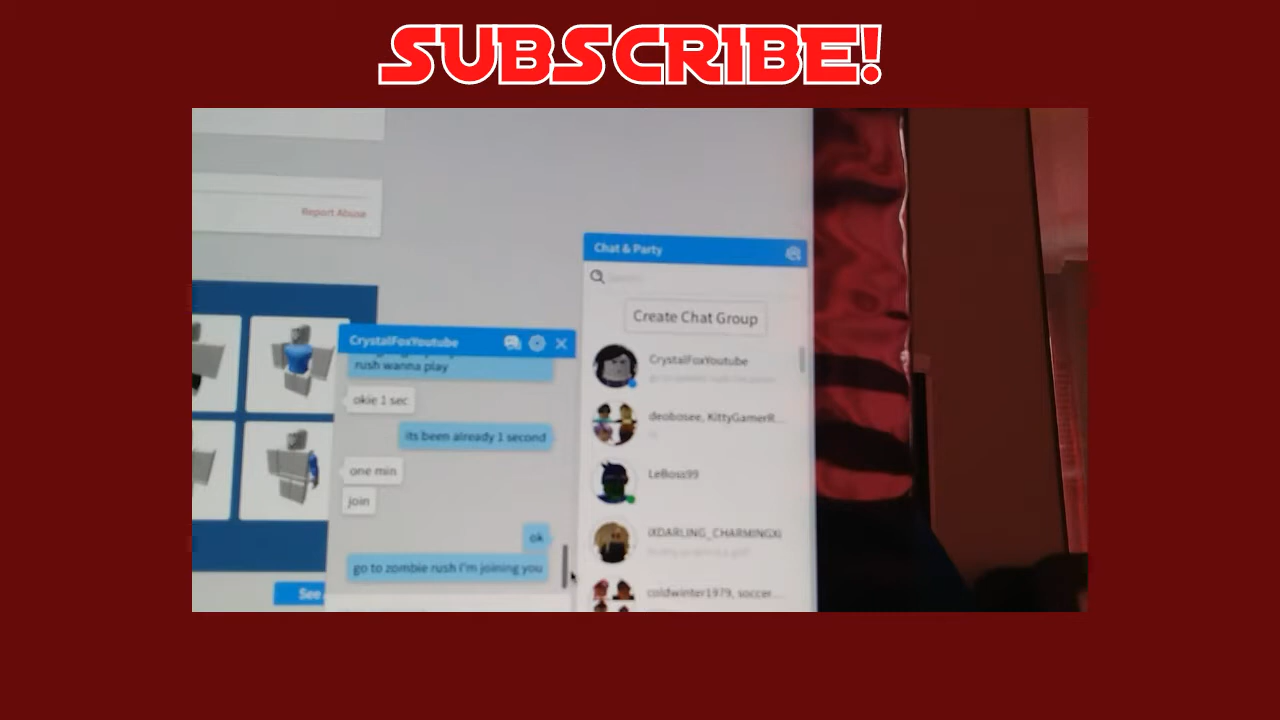 SUBSCRIBE!
Report Abuse
Chat & Party
Create Chat Group
CrystalFoxYoutube
rush wanna play
okie 1 sec
its been already 1 second
one min
join
ok
go to zombie rush I'm joining you
See
CrystalFoxYoutube
deobosee, KittyGamerR...
LeBoss99
iXDARLING_CHARMINGXi
coldwinter1979, soccer...